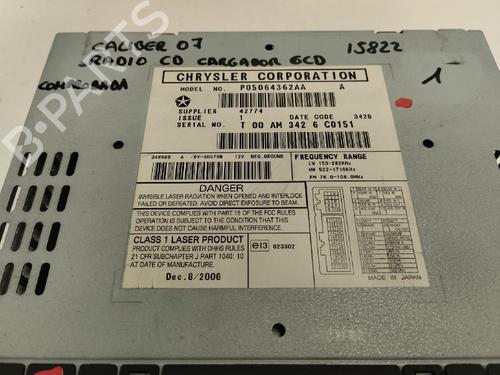 CALIBER 07
15822
RADIO CD CARGADOR 6CD
COMPROBADA
1
CHRYSLER CORPORATION
MODEL NO. P05064362AA A
SUPPLIER 42774
ISSUE 1 DATE CODE 3426
SERIAL NO. T 00 AM 342 6 C0151
12V NEG.GROUND
FREQUENCY RANGE
LW 153-282KHz
MW 522-1710KHz
FM 76.0-108.0MHz
DANGER
INVISIBLE LASER RADIATION WHEN OPENED AND INTERLOCK
FAILED OR DEFEATED. AVOID DIRECT EXPOSURE TO BEAM.
THIS DEVICE COMPLIES WITH PART 15 OF THE FCC RULES
OPERATION IS SUBJECT TO THE CONDITION THAT THIS
DEVICE DOES NOT CAUSE HARMFUL INTERFERENCE.
CLASS 1 LASER PRODUCT
PRODUCT COMPLIES WITH DHHS RULES
21 CFR SUBCHAPTER J PART 1040: 10
AT DATE OF MANUFACTURE.
e13 023302
Dec./8/2006
MADE IN JAPAN
B-PARTS